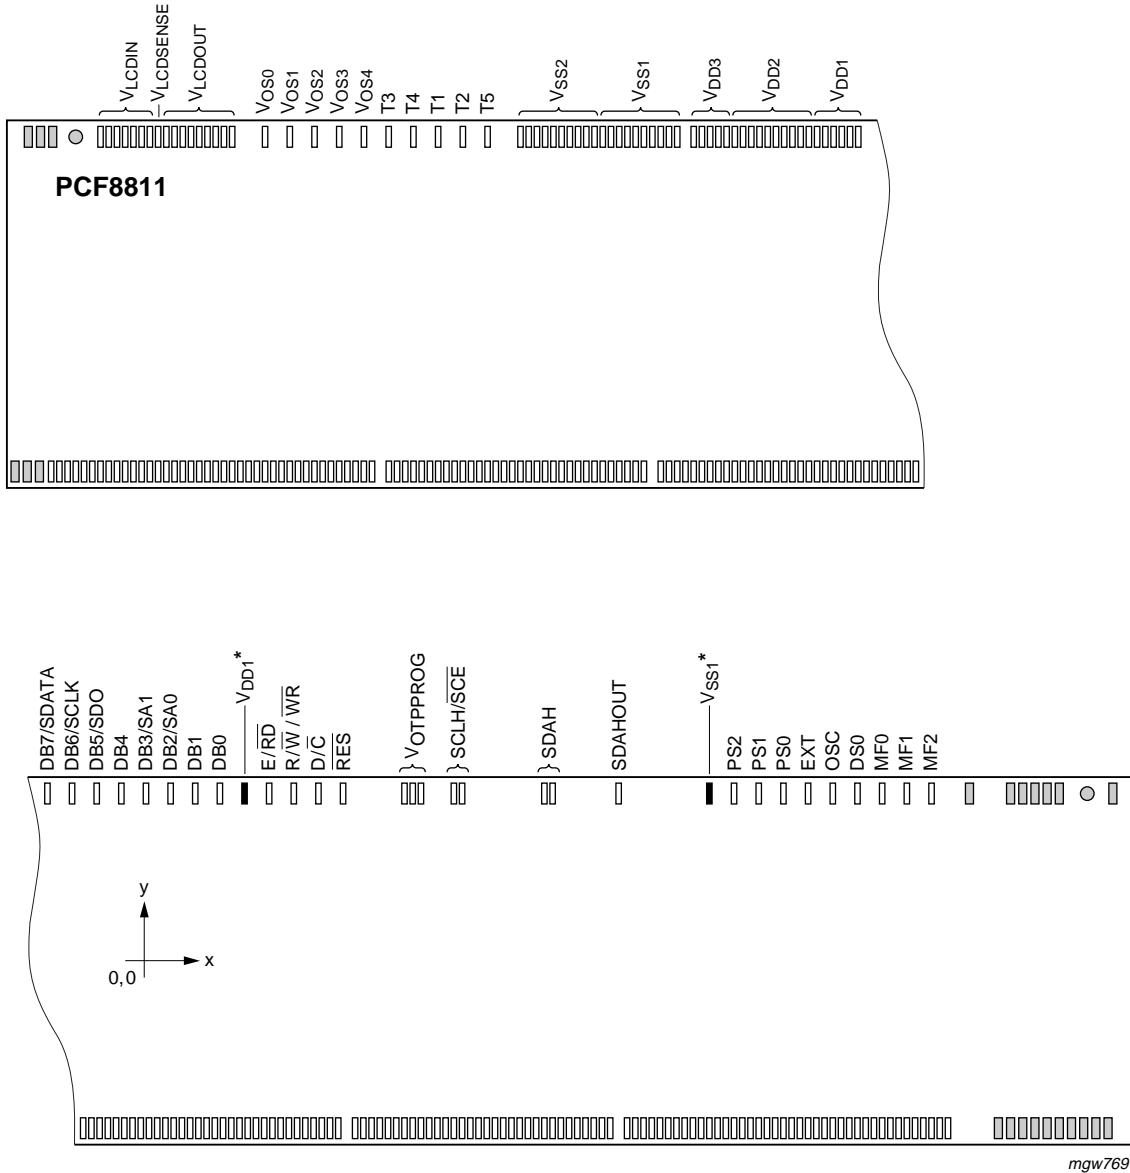 VLCDIN
VLCDSENSE
VLCDOUT
VOS0
VOS1
VOS2
VOS3
VOS4
T3
T4
T1
T2
T5
VSS2
VSS1
VDD3
VDD2
VDD1
PCF8811
DB7/SDATA
DB6/SCLK
DB5/SDO
DB4
DB3/SA1
DB2/SA0
DB1
DB0
VDD1*
E/RD
R/W / WR
D/C
RES
VOTPPROG
SCLH/SCE
SDAH
SDAHOUT
VSS1*
PS2
PS1
PS0
EXT
OSC
DS0
MF0
MF1
MF2
y
x
0,0
mgw769